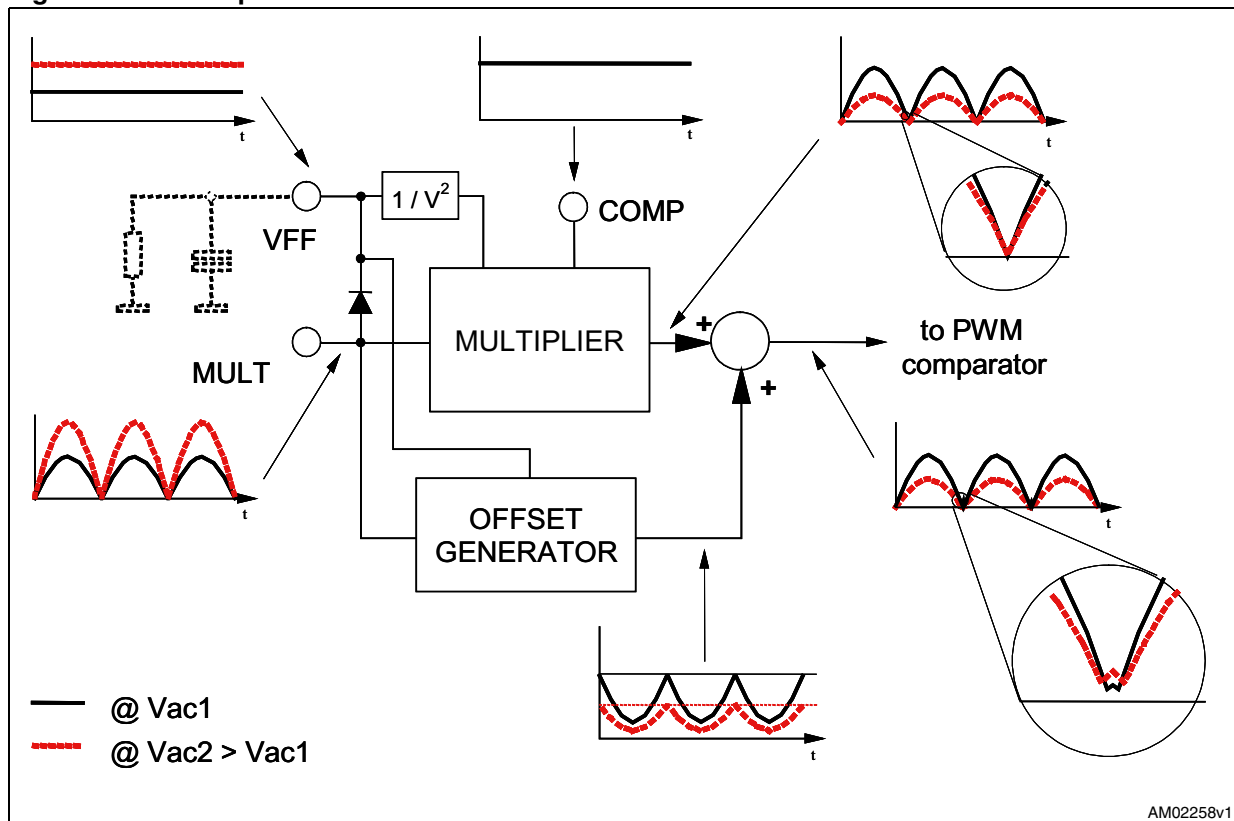 t
t
t
1 / V²
VFF
COMP
MULTIPLIER
+
to PWM
comparator
MULT
+
t
t
OFFSET
GENERATOR
@ Vac1
t
@ Vac2 > Vac1
AM02258v1